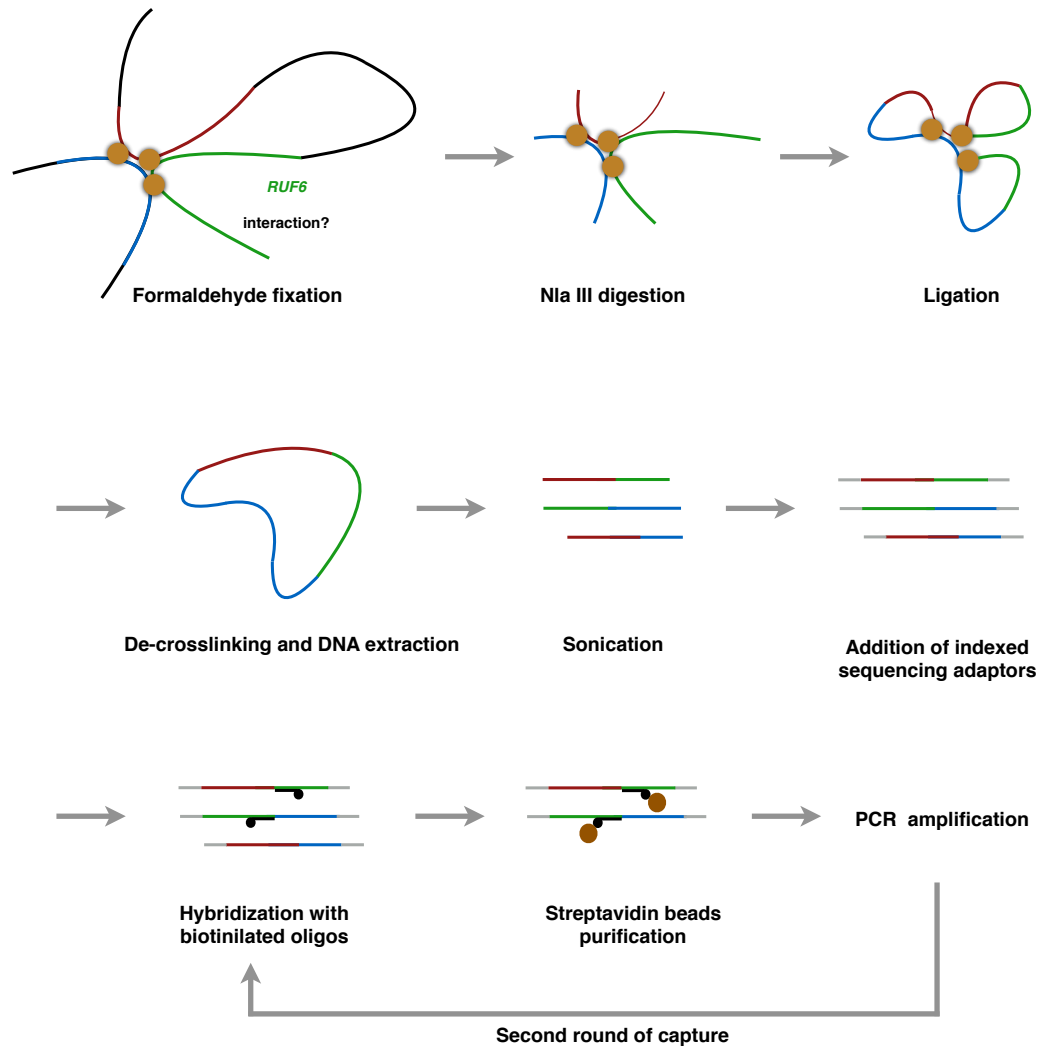 RUF6
interaction?
Formaldehyde fixation
Nla III digestion
Ligation
De-crosslinking and DNA extraction
Sonication
Addition of indexed
sequencing adaptors
Hybridization with
biotinilated oligos
Streptavidin beads
purification
PCR amplification
Second round of capture